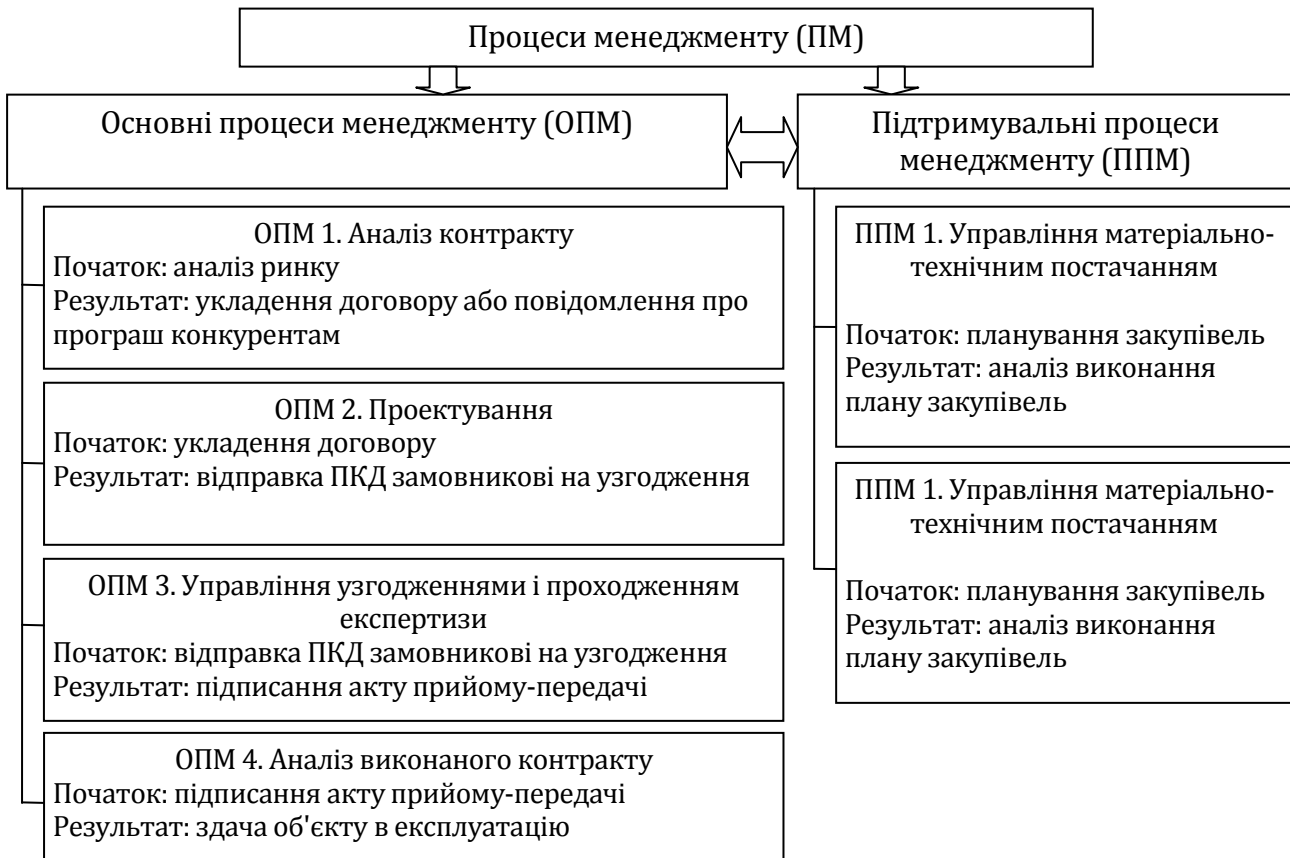 Процеси менеджменту (ПМ)
Основні процеси менеджменту (ОПМ)
Підтримувальні процеси
менеджменту (ППМ)
ОПМ 1. Аналіз контракту
Початок: аналіз ринку
Результат: укладення договору або повідомлення про
програш конкурентам
ОПМ 2. Проектування
Початок: укладення договору
Результат: відправка ПКД замовникові на узгодження
ОПМ 3. Управління узгодженнями і проходженням
експертизи
Початок: відправка ПКД замовникові на узгодження
Результат: підписання акту прийому-передачі
ОПМ 4. Аналіз виконаного контракту
Початок: підписання акту прийому-передачі
Результат: здача об'єкту в експлуатацію
ППМ 1. Управління матеріально-
технічним постачанням
Початок: планування закупівель
Результат: аналіз виконання
плану закупівель
ППМ 1. Управління матеріально-
технічним постачанням
Початок: планування закупівель
Результат: аналіз виконання
плану закупівель